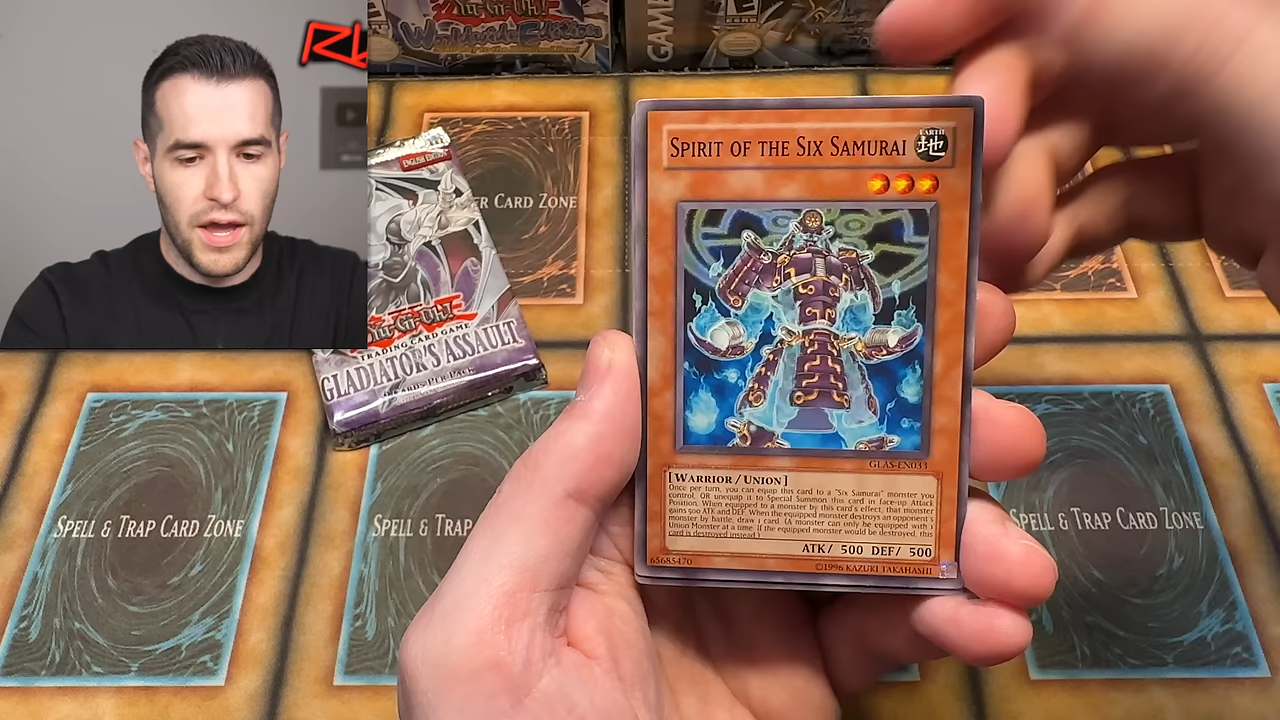 Yu-Gi-Oh!
Worldwide Edition
GAME
ENGLISH EDITION
CARD ZONE
Yu-Gi-Oh!
TRADING CARD GAME
GLADIATOR'S ASSAULT
CARDS PER PACK
SPIRIT OF THE SIX SAMURAI
EARTH
地
GLAS-EN033
[WARRIOR/UNION]
Once per turn, you can equip this card to a "Six Samurai" monster you
control, OR unequip it to Special Summon this card in face-up Attack
Position. When equipped to a monster by this card's effect, that monster
gains 500 ATK and DEF. When the equipped monster destroys an opponent's
monster by battle, draw 1 card. (A monster can only be equipped with 1
Union Monster at a time. If the equipped monster would be destroyed, this
card is destroyed instead.)
ATK/ 500 DEF/ 500
65685470
©1996 KAZUKI TAKAHASHI
SPELL & TRAP CARD ZONE
SPELL & TRAP
SPELL & TRAP CARD ZONE